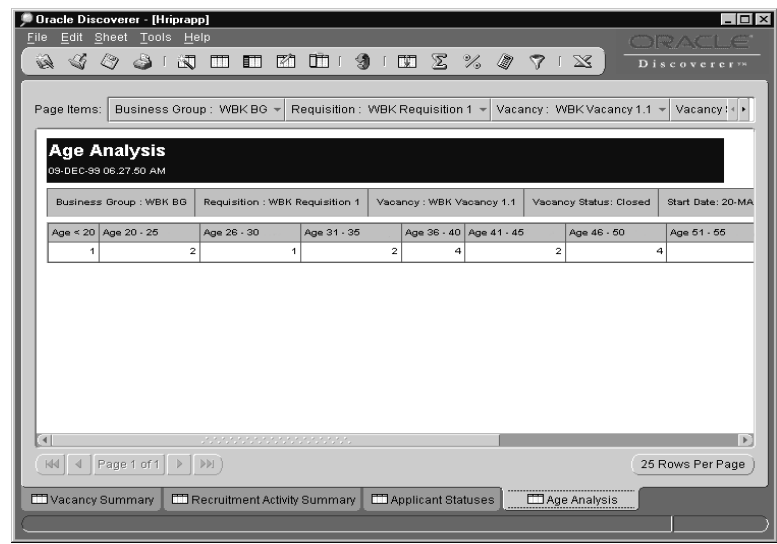 Oracle Discoverer - [Hriprapp]
File Edit Sheet Tools Help
ORACLE
Discoverer™
Page Items: Business Group : WBK BG Requisition : WBK Requisition 1 Vacancy : WBK Vacancy 1.1 Vacancy
Age Analysis
09-DEC-99 06.27.50 AM
Business Group : WBK BG Requisition : WBK Requisition 1 Vacancy : WBK Vacancy 1.1 Vacancy Status: Closed Start Date: 20-MA
Age < 20 Age 20 - 25 Age 26 - 30 Age 31 - 35 Age 36 - 40 Age 41 - 45 Age 46 - 50 Age 51 - 55
1 2 1 2 4 2 4
Page 1 of 1 25 Rows Per Page
Vacancy Summary Recruitment Activity Summary Applicant Statuses Age Analysis